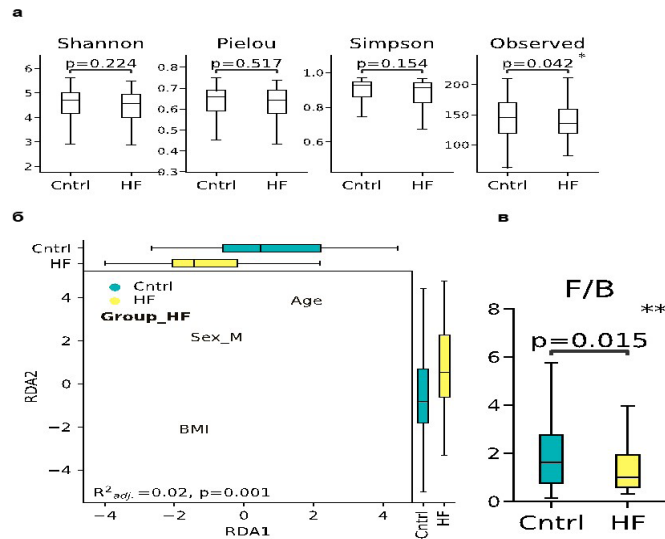 а
Shannon Pielou Simpson Observed
p=0.224 p=0.517 p=0.154 p=0.042 *
6 0.8 1.0 200
5 0.7 0.8 150
4 0.6 0.6 100
3 0.5
2 0.4
0.3
Cntrl HF Cntrl HF Cntrl HF Cntrl HF
б
в
Cntrl
HF
Cntrl
HF
Group_HF
Age
Sex_M
BMI
R²adj.=0.02, p=0.001
4
2
0
−2
−4
RDA2
−4 −2 0 2 4
RDA1
Cntrl HF
F/B
**
p=0.015
8
6
4
2
0
Cntrl HF